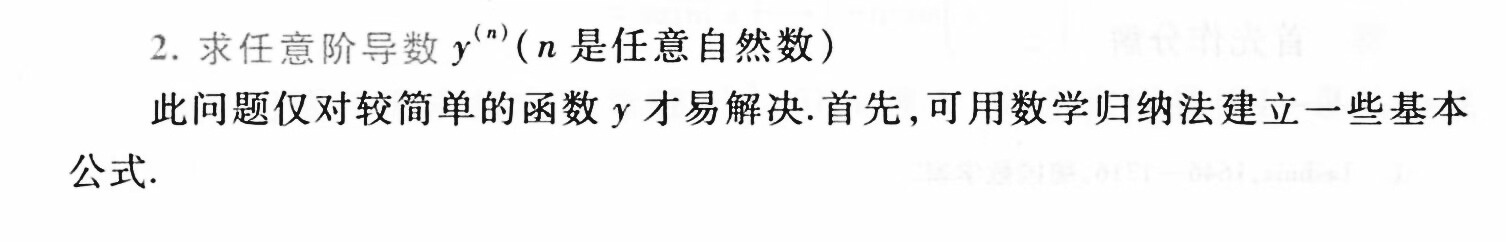 2. 求任意阶导数 y⁽ⁿ⁾(n 是任意自然数)
此问题仅对较简单的函数 y 才易解决.首先,可用数学归纳法建立一些基本
公式.